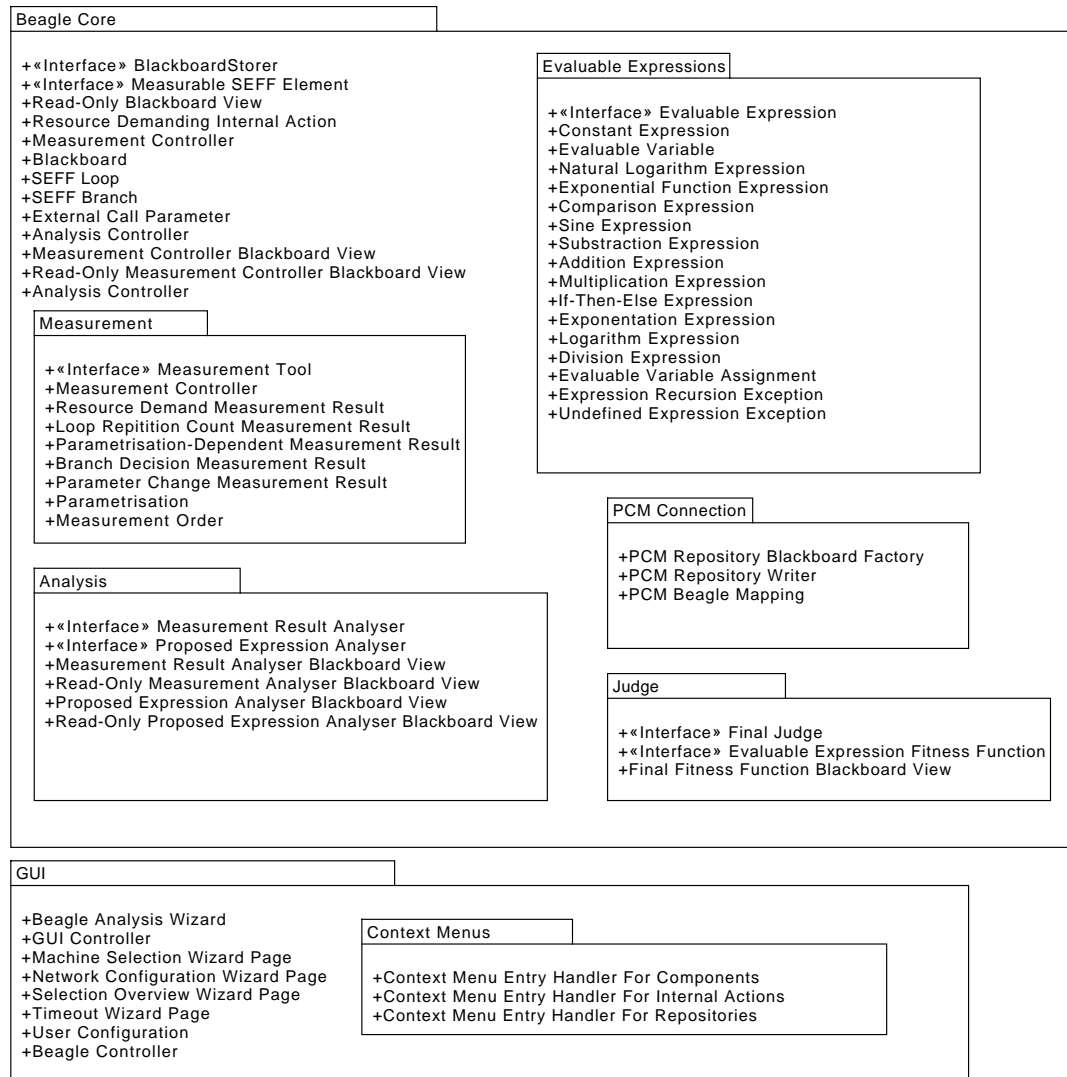 Beagle Core
+«Interface» BlackboardStorer
+«Interface» Measurable SEFF Element
+Read-Only Blackboard View
+Resource Demanding Internal Action
+Measurement Controller
+Blackboard
+SEFF Loop
+SEFF Branch
+External Call Parameter
+Analysis Controller
+Measurement Controller Blackboard View
+Read-Only Measurement Controller Blackboard View
+Analysis Controller
Evaluable Expressions
+«Interface» Evaluable Expression
+Constant Expression
+Evaluable Variable
+Natural Logarithm Expression
+Exponential Function Expression
+Comparison Expression
+Sine Expression
+Substraction Expression
+Addition Expression
+Multiplication Expression
+If-Then-Else Expression
+Exponentation Expression
+Logarithm Expression
+Division Expression
+Evaluable Variable Assignment
+Expression Recursion Exception
+Undefined Expression Exception
Measurement
+«Interface» Measurement Tool
+Measurement Controller
+Resource Demand Measurement Result
+Loop Repitition Count Measurement Result
+Parametrisation-Dependent Measurement Result
+Branch Decision Measurement Result
+Parameter Change Measurement Result
+Parametrisation
+Measurement Order
PCM Connection
+PCM Repository Blackboard Factory
+PCM Repository Writer
+PCM Beagle Mapping
Analysis
+«Interface» Measurement Result Analyser
+«Interface» Proposed Expression Analyser
+Measurement Result Analyser Blackboard View
+Read-Only Measurement Analyser Blackboard View
+Proposed Expression Analyser Blackboard View
+Read-Only Proposed Expression Analyser Blackboard View
Judge
+«Interface» Final Judge
+«Interface» Evaluable Expression Fitness Function
+Final Fitness Function Blackboard View
GUI
+Beagle Analysis Wizard
+GUI Controller
+Machine Selection Wizard Page
+Network Configuration Wizard Page
+Selection Overview Wizard Page
+Timeout Wizard Page
+User Configuration
+Beagle Controller
Context Menus
+Context Menu Entry Handler For Components
+Context Menu Entry Handler For Internal Actions
+Context Menu Entry Handler For Repositories